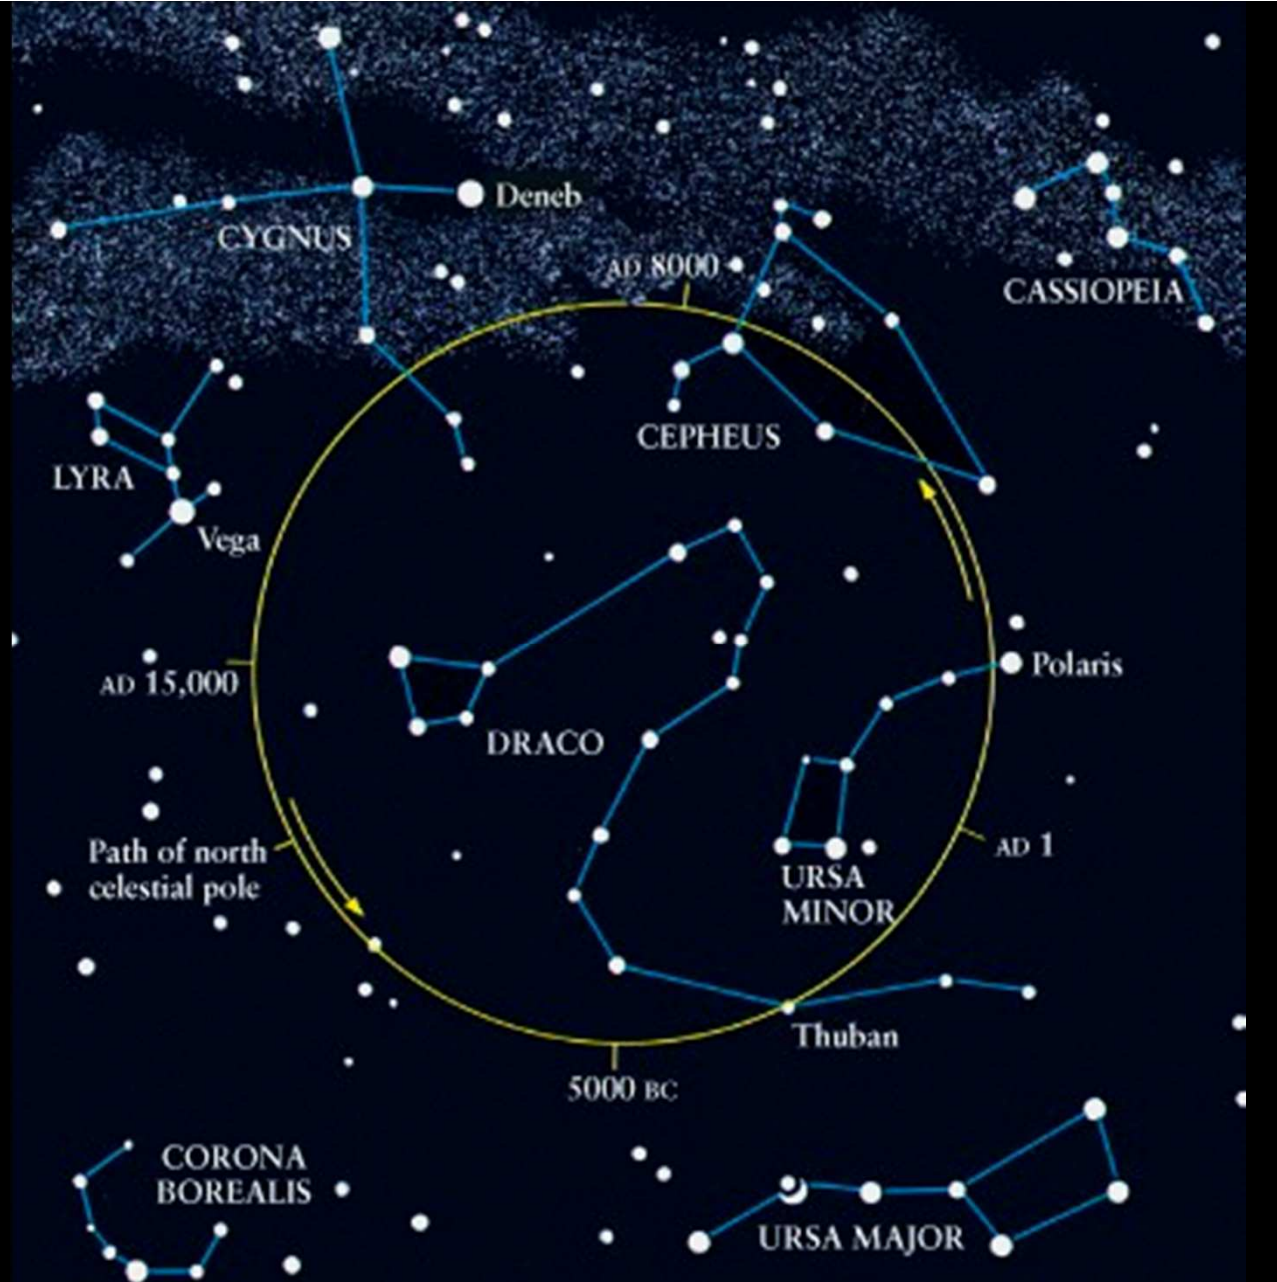 Deneb
CYGNUS
AD 8000
CASSIOPEIA
CEPHEUS
LYRA
Vega
Polaris
AD 15,000
DRACO
Path of north
celestial pole
AD 1
URSA
MINOR
Thuban
5000 BC
CORONA
BOREALIS
URSA MAJOR